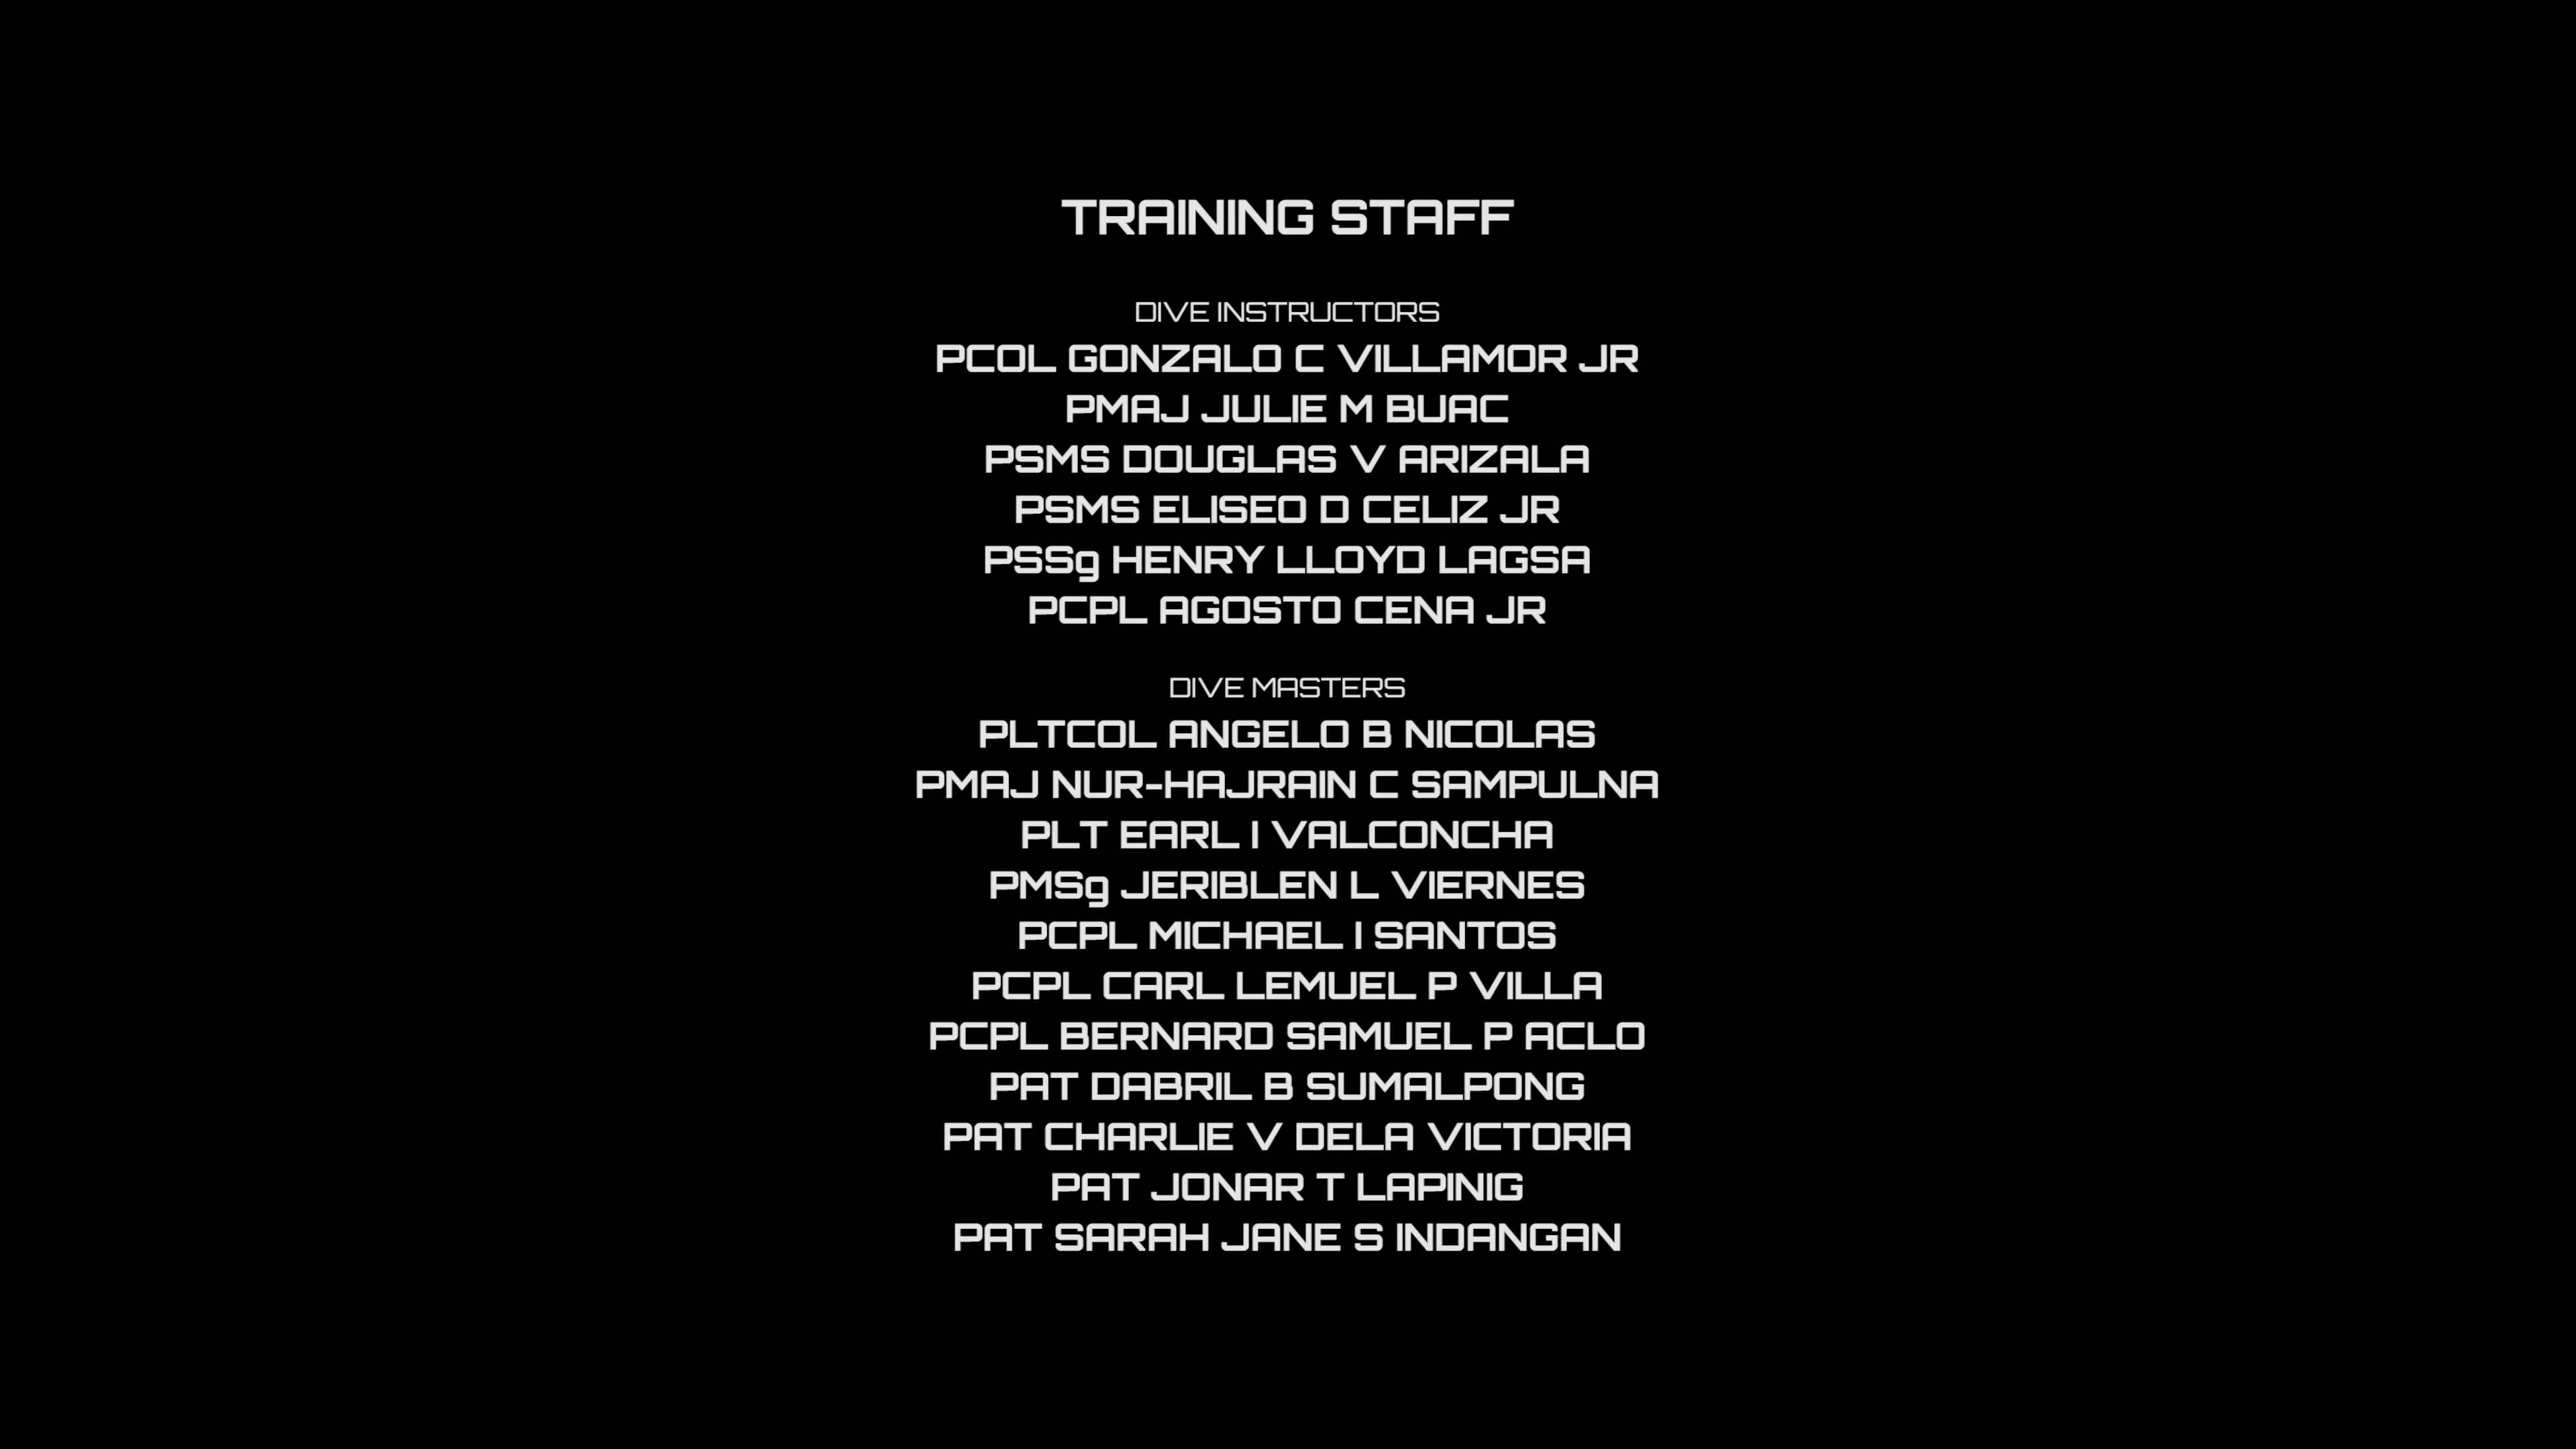 TRAINING STAFF
DIVE INSTRUCTORS
PCOL GONZALO C VILLAMOR JR
PMAJ JULIE M BUAC
PSMS DOUGLAS V ARIZALA
PSMS ELISEO D CELIZ JR
PSSg HENRY LLOYD LAGSA
PCPL AGOSTO CENA JR
DIVE MASTERS
PLTCOL ANGELO B NICOLAS
PMAJ NUR-HAJRAIN C SAMPULNA
PLT EARL I VALCONCHA
PMSg JERIBLEN L VIERNES
PCPL MICHAEL I SANTOS
PCPL CARL LEMUEL P VILLA
PCPL BERNARD SAMUEL P ACLO
PAT DABRIL B SUMALPONG
PAT CHARLIE V DELA VICTORIA
PAT JONAR T LAPINIG
PAT SARAH JANE S INDANGAN